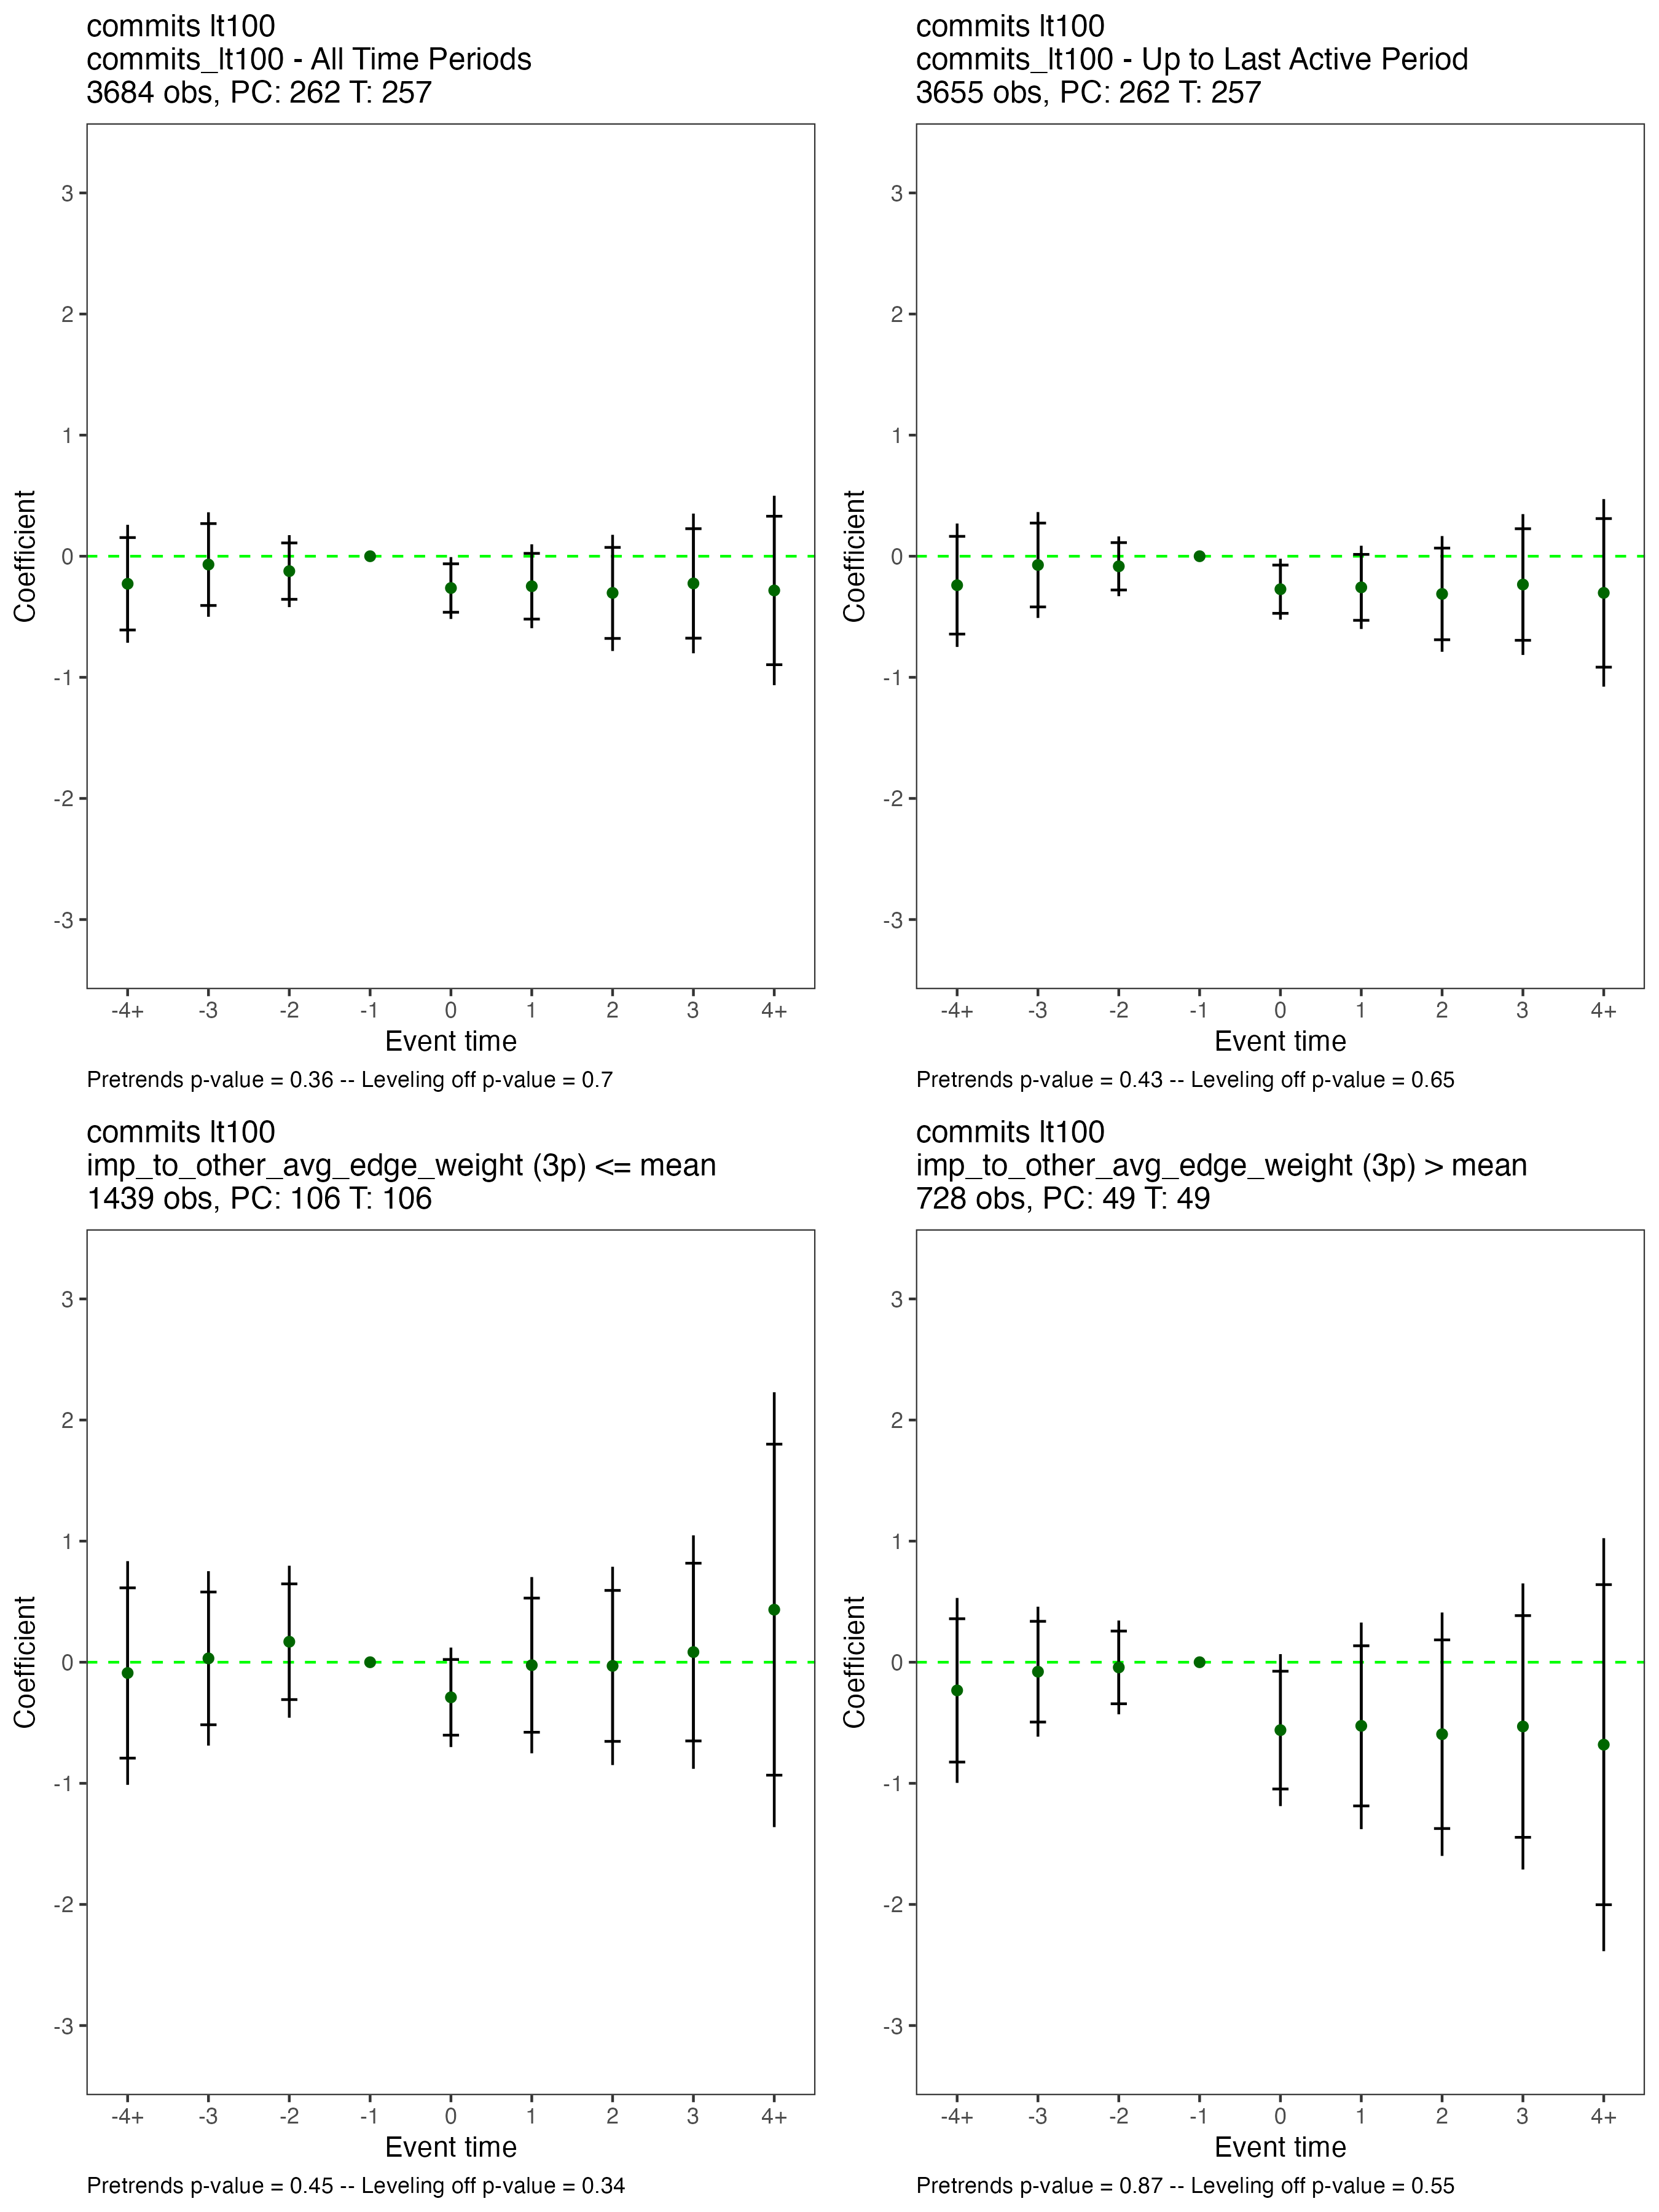 commits lt100
commits_lt100 - All Time Periods
3684 obs, PC: 262 T: 257
3
2
1
0
-1
-2
-3
Coefficient
-4+ -3 -2 -1 0 1 2 3 4+
Event time
Pretrends p-value = 0.36 -- Leveling off p-value = 0.7
commits lt100
commits_lt100 - Up to Last Active Period
3655 obs, PC: 262 T: 257
3
2
1
0
-1
-2
-3
Coefficient
-4+ -3 -2 -1 0 1 2 3 4+
Event time
Pretrends p-value = 0.43 -- Leveling off p-value = 0.65
commits lt100
imp_to_other_avg_edge_weight (3p) <= mean
1439 obs, PC: 106 T: 106
3
2
1
0
-1
-2
-3
Coefficient
-4+ -3 -2 -1 0 1 2 3 4+
Event time
Pretrends p-value = 0.45 -- Leveling off p-value = 0.34
commits lt100
imp_to_other_avg_edge_weight (3p) > mean
728 obs, PC: 49 T: 49
3
2
1
0
-1
-2
-3
Coefficient
-4+ -3 -2 -1 0 1 2 3 4+
Event time
Pretrends p-value = 0.87 -- Leveling off p-value = 0.55